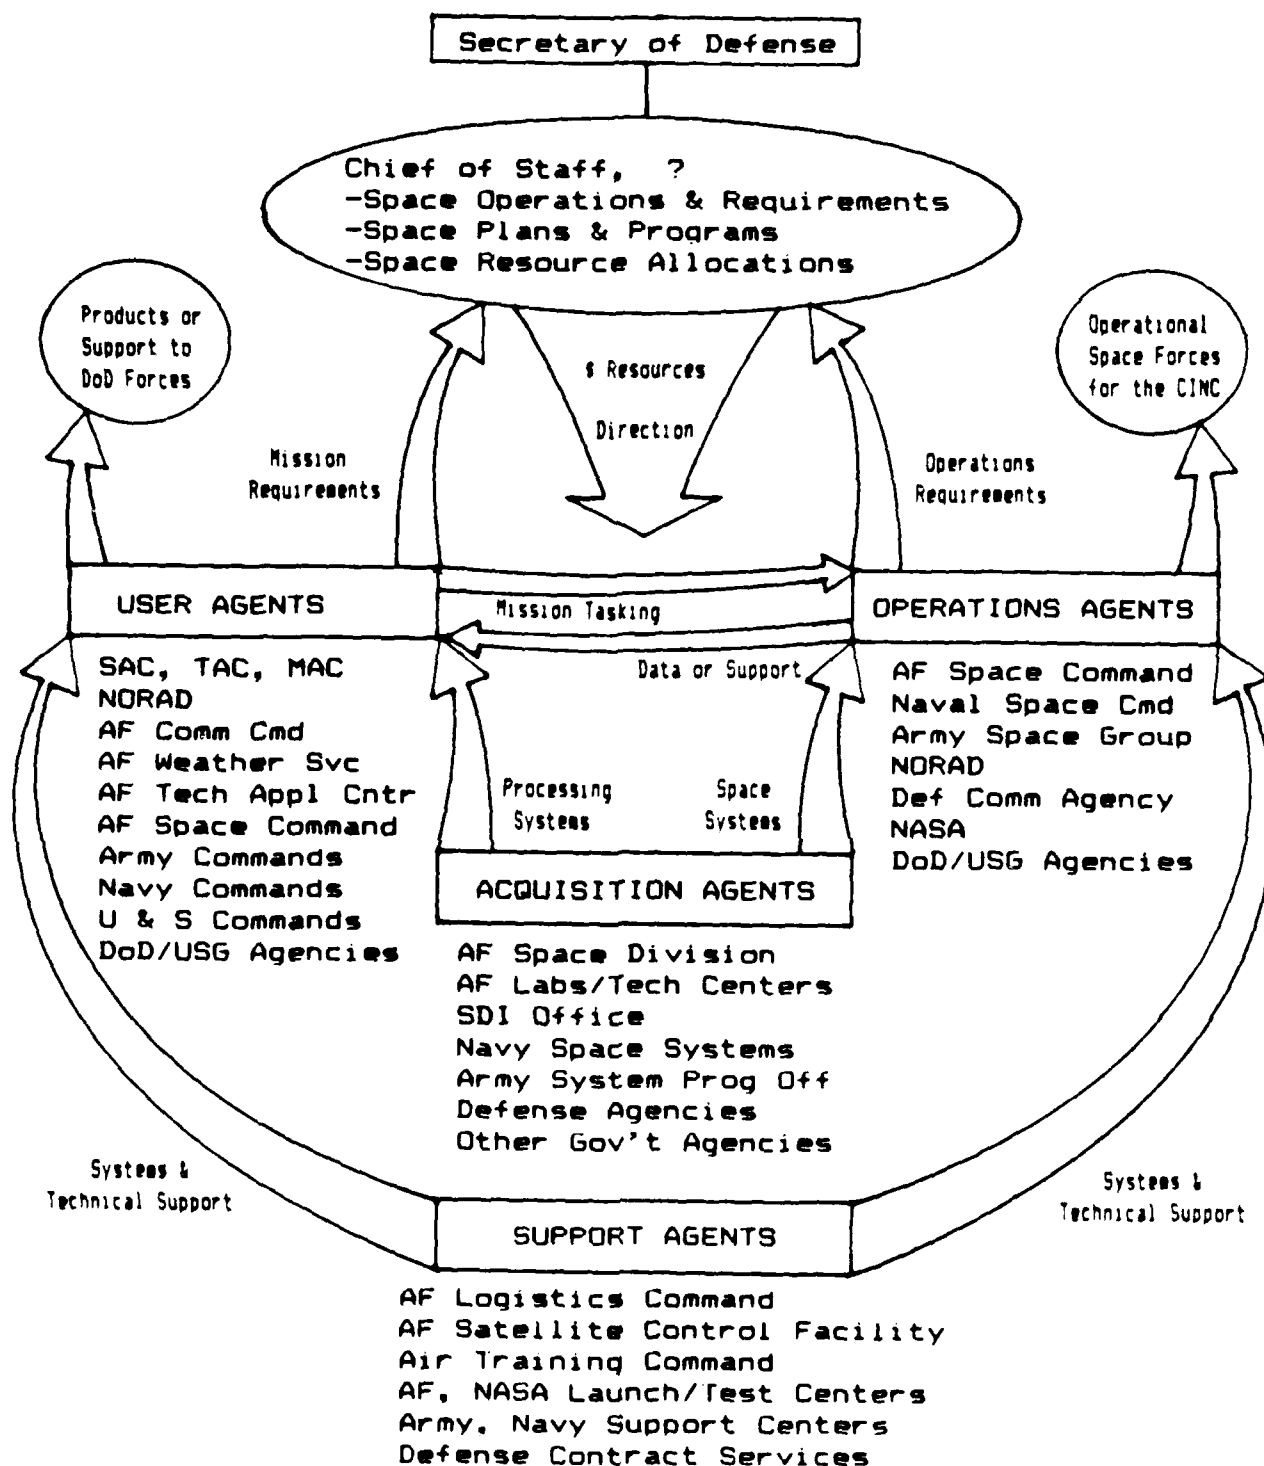 Secretary of Defense
Chief of Staff, ?
-Space Operations & Requirements
-Space Plans & Programs
-Space Resource Allocations
Products or
Support to
DoD Forces
Operational
Space Forces
for the CINC
$ Resources
Direction
Mission
Requirements
Operations
Requirements
USER AGENTS
Mission Tasking
OPERATIONS AGENTS
Data or Support
SAC, TAC, MAC
NORAD
AF Comm Cmd
AF Weather Svc
AF Tech Appl Cntr
AF Space Command
Army Commands
Navy Commands
U & S Commands
DoD/USG Agencies
AF Space Command
Naval Space Cmd
Army Space Group
NORAD
Def Comm Agency
NASA
DoD/USG Agencies
Processing
Systems
Space
Systems
ACQUISITION AGENTS
AF Space Division
AF Labs/Tech Centers
SDI Office
Navy Space Systems
Army System Prog Off
Defense Agencies
Other Gov't Agencies
Systems &
Technical Support
Systems &
Technical Support
SUPPORT AGENTS
AF Logistics Command
AF Satellite Control Facility
Air Training Command
AF, NASA Launch/Test Centers
Army, Navy Support Centers
Defense Contract Services